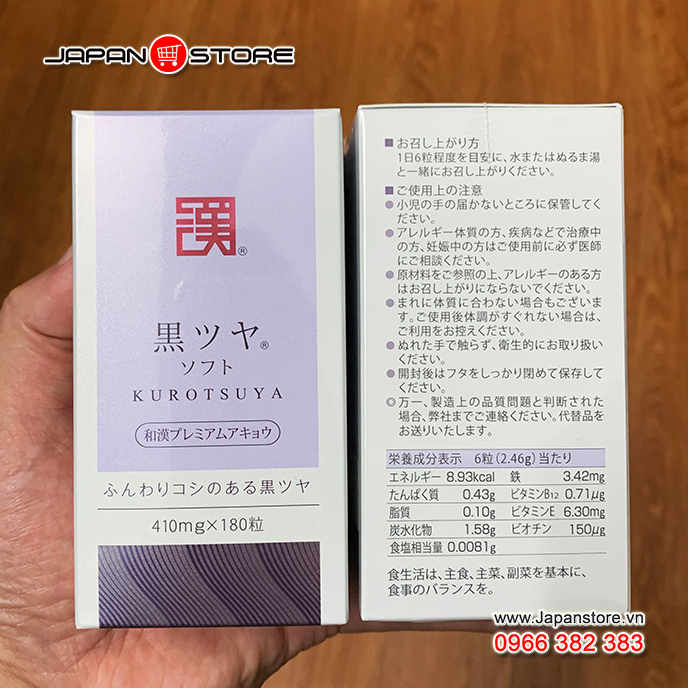 JAPAN STORE
漢
®
黒ツヤ®
ソフト
KUROTSUYA
和漢プレミアムアキョウ
ふんわりコシのある黒ツヤ
410mg×180粒
■お召し上がり方
1日6粒程度を目安に、水またはぬるま湯
と一緒にお召し上がりください。
■ご使用上の注意
●小児の手の届かないところに保管してく
ださい。
●アレルギー体質の方、疾病などで治療中
の方、妊娠中の方はご使用前に必ず医師
にご相談ください。
●原材料をご参照の上、アレルギーのある方
はお召し上がりにならないでください。
●まれに体質に合わない場合もございま
す。ご使用後体調がすぐれない場合は、
ご利用をお控えください。
●ぬれた手で触らず、衛生的にお取り扱い
ください。
●開封後はフタをしっかり閉めて保存して
ください。
◎万一、製造上の品質問題と判断された
場合、弊社までご連絡ください。代替品を
お送りいたします。
栄養成分表示 6粒(2.46g)当たり
エネルギー 8.93kcal 鉄 3.42mg
たんぱく質 0.43g ビタミンB12 0.71μg
脂質 0.10g ビタミンE 6.30mg
炭水化物 1.58g ビオチン 150μg
食塩相当量 0.0081g
食生活は、主食、主菜、副菜を基本に、
食事のバランスを。
www.Japanstore.vn
0966 382 383